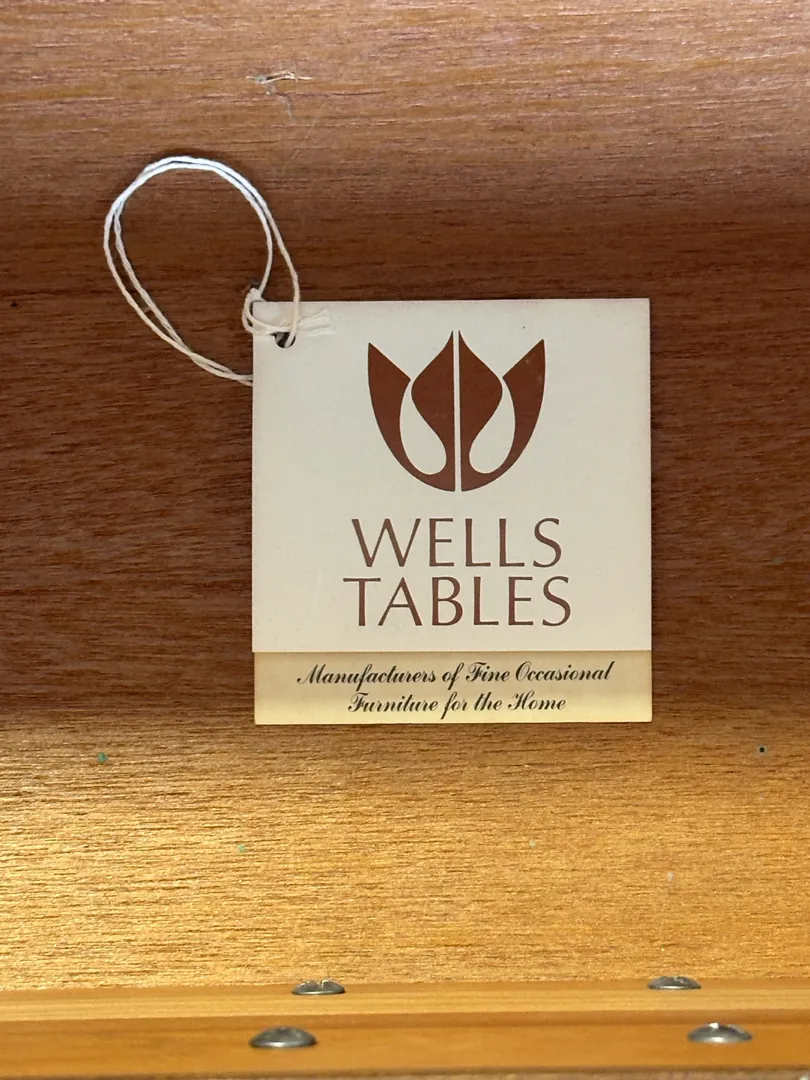 WELLS
TABLES
Manufacturers of Fine Occasional
Furniture for the Home